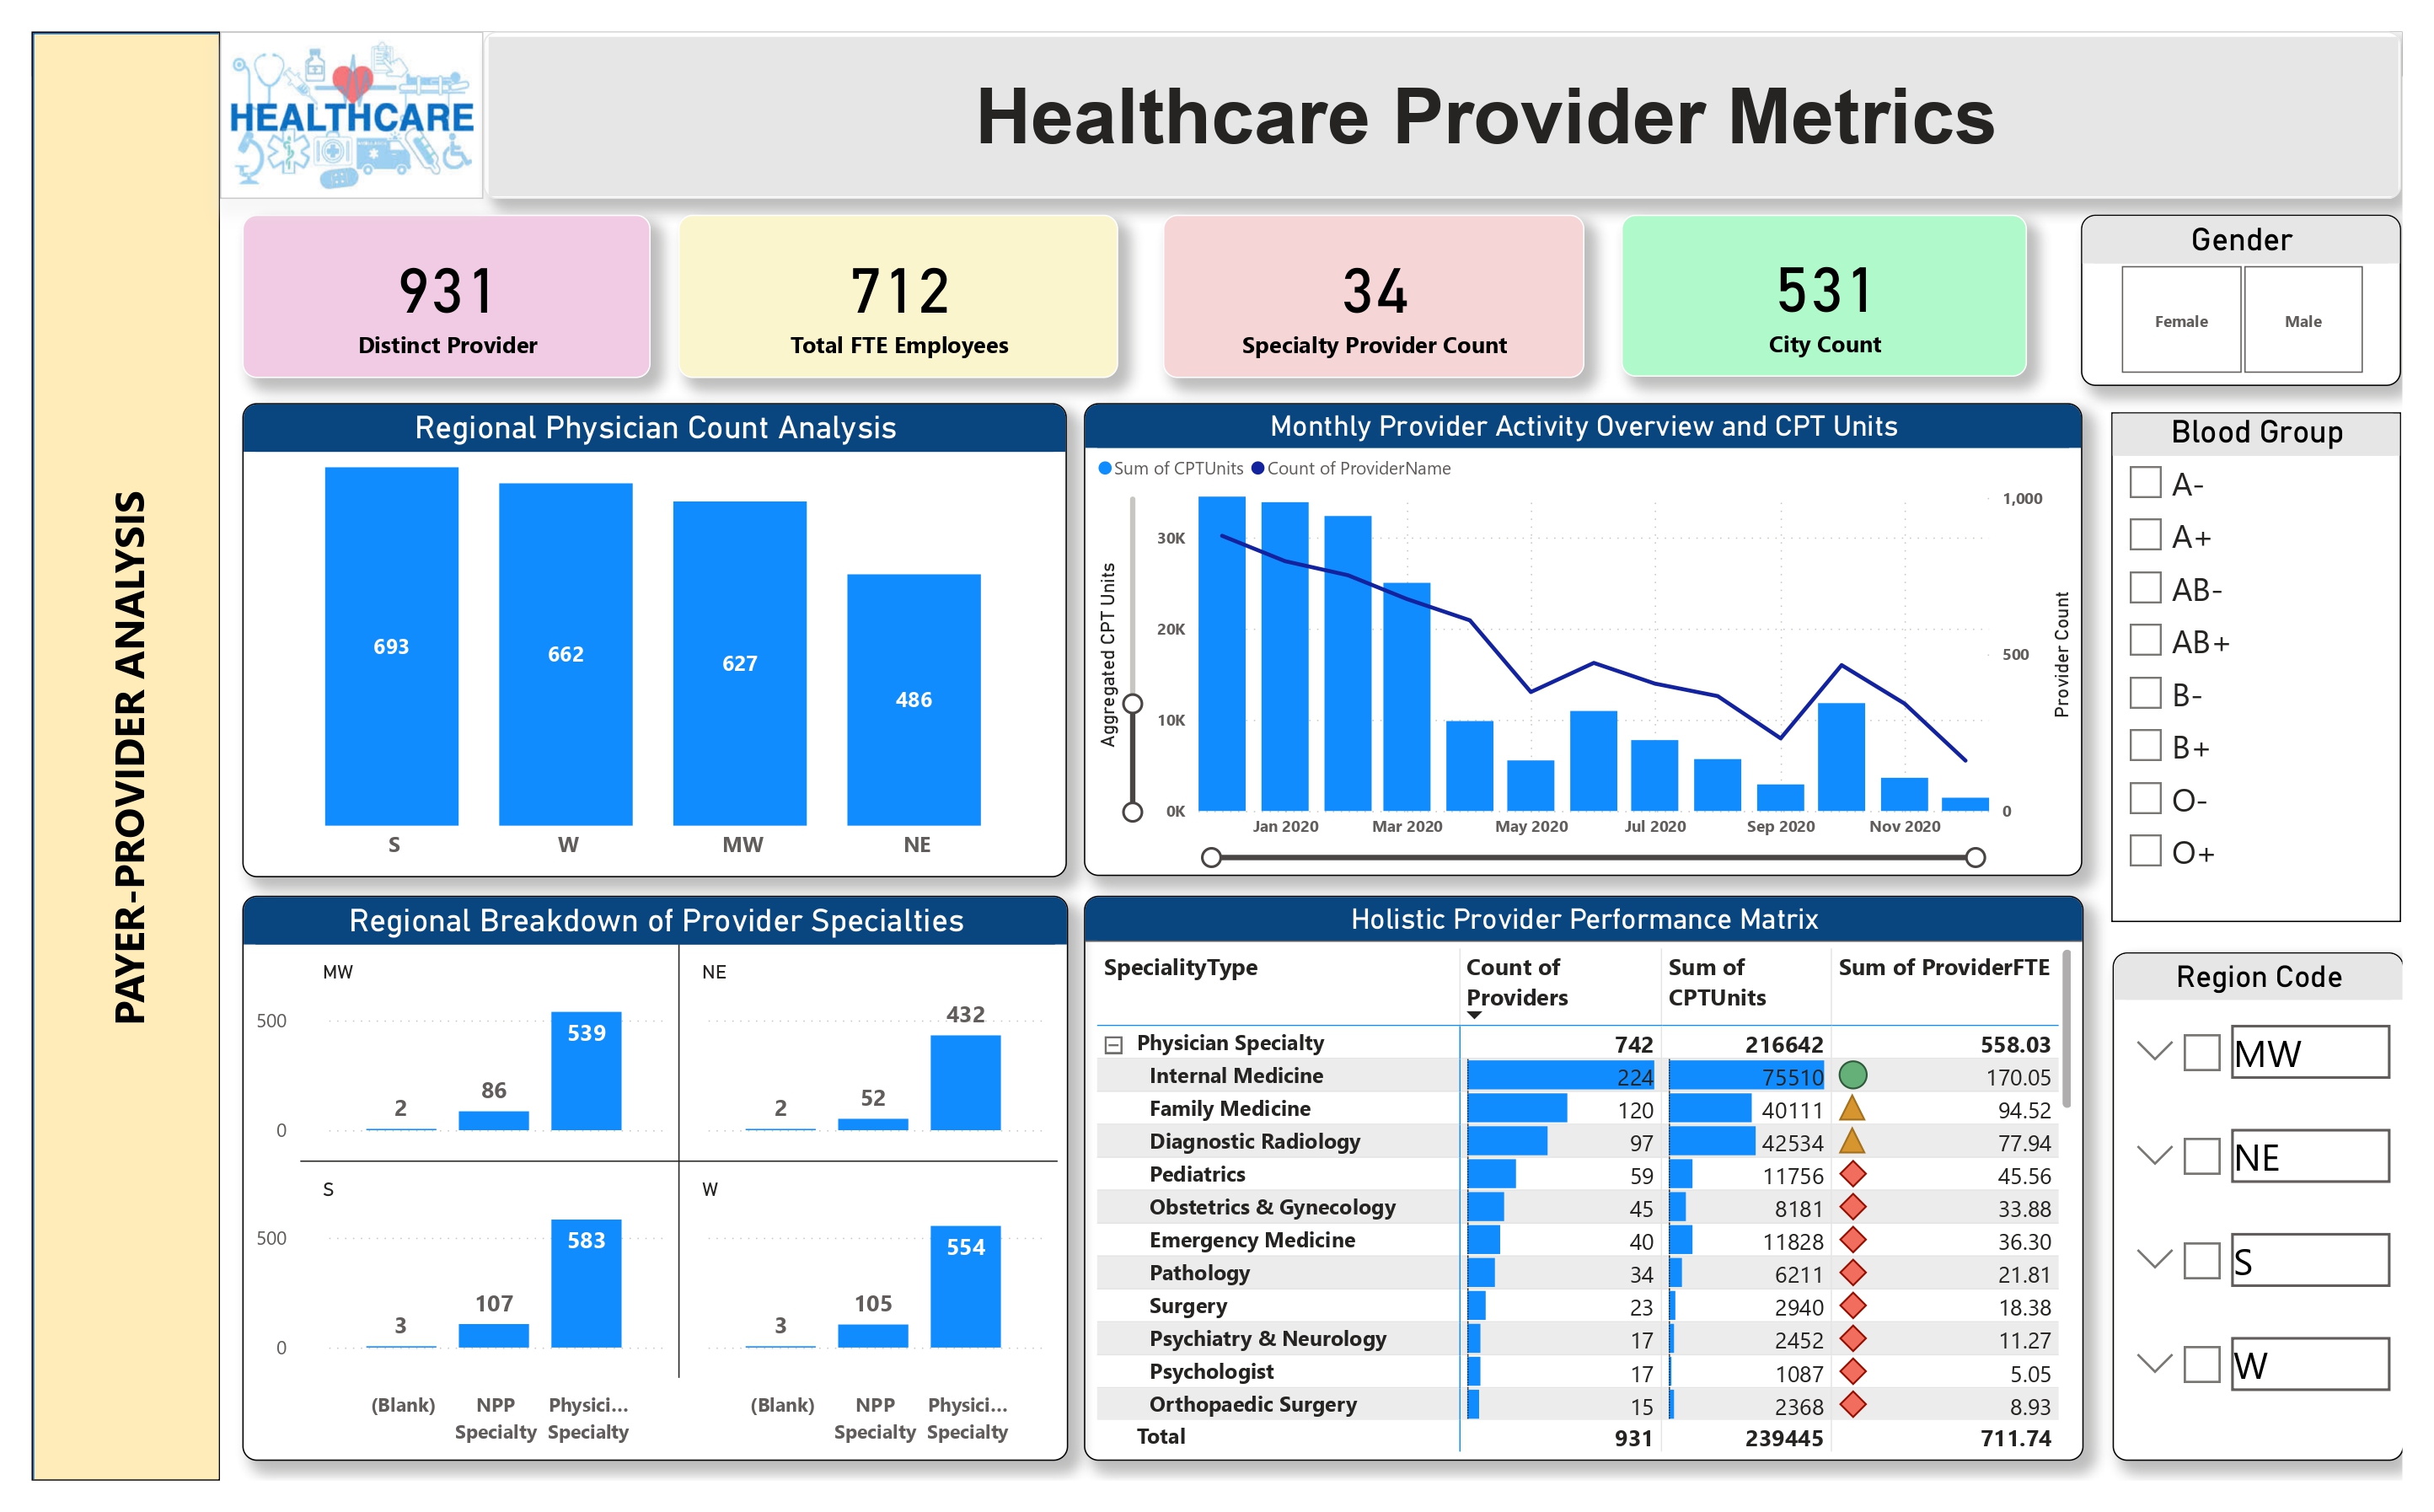 PAYER-PROVIDER ANALYSIS
HEALTHCARE
Healthcare Provider Metrics
931
Distinct Provider
712
Total FTE Employees
34
Specialty Provider Count
531
City Count
Gender
Female
Male
Regional Physician Count Analysis
693
662
627
486
S
W
MW
NE
Monthly Provider Activity Overview and CPT Units
Sum of CPTUnits
Count of ProviderName
Aggregated CPT Units
30K
20K
10K
0K
1,000
500
0
Provider Count
Jan 2020
Mar 2020
May 2020
Jul 2020
Sep 2020
Nov 2020
Blood Group
A-
A+
AB-
AB+
B-
B+
O-
O+
Regional Breakdown of Provider Specialties
MW
500
0
2
86
539
NE
2
52
432
S
500
0
3
107
583
W
3
105
554
(Blank)
NPP
Specialty
Physici...
Specialty
(Blank)
NPP
Specialty
Physici...
Specialty
Holistic Provider Performance Matrix
SpecialityType
Count of
Providers
Sum of
CPTUnits
Sum of ProviderFTE
Physician Specialty 742 216642 558.03
Internal Medicine 224 75510 170.05
Family Medicine 120 40111 94.52
Diagnostic Radiology 97 42534 77.94
Pediatrics 59 11756 45.56
Obstetrics & Gynecology 45 8181 33.88
Emergency Medicine 40 11828 36.30
Pathology 34 6211 21.81
Surgery 23 2940 18.38
Psychiatry & Neurology 17 2452 11.27
Psychologist 17 1087 5.05
Orthopaedic Surgery 15 2368 8.93
Total 931 239445 711.74
Region Code
MW
NE
S
W